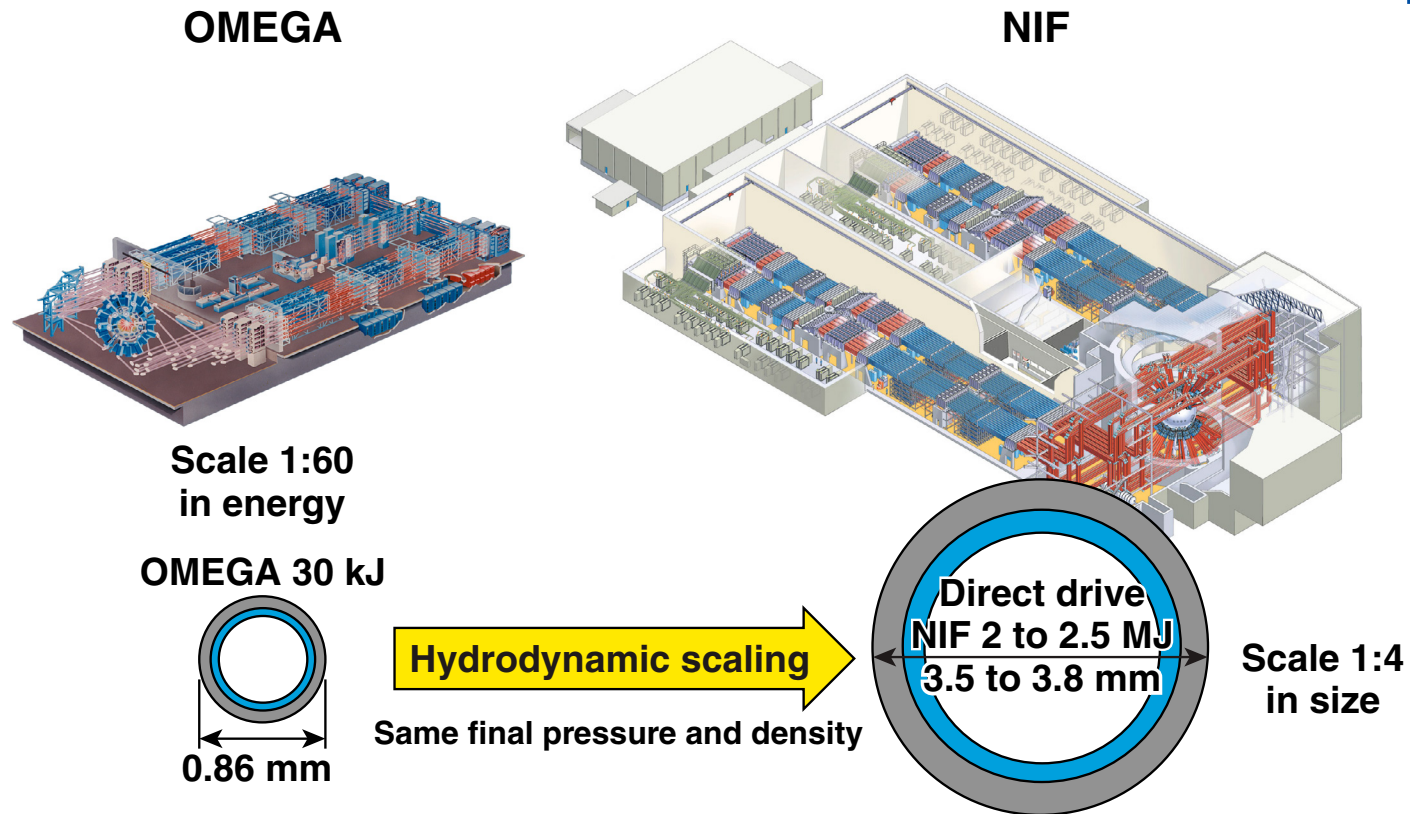 OMEGA
NIF
Scale 1:60
in energy
OMEGA 30 kJ
0.86 mm
Hydrodynamic scaling
Same final pressure and density
Direct drive
NIF 2 to 2.5 MJ
3.5 to 3.8 mm
Scale 1:4
in size